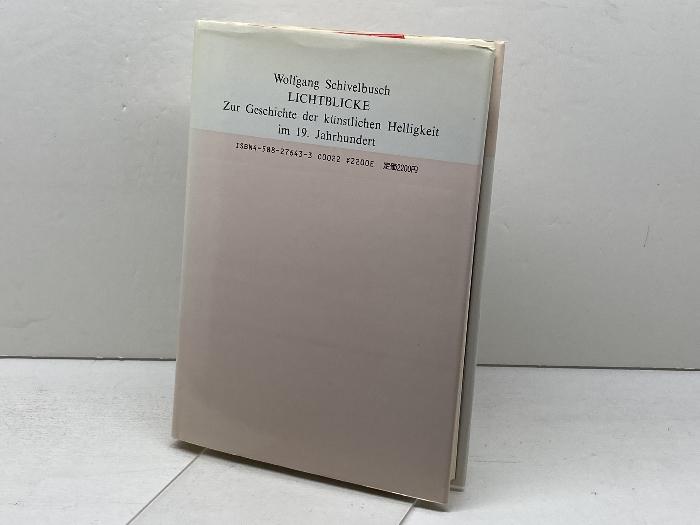 Wolfgang Schivelbusch
LICHTBLICKE
Zur Geschichte der künstlichen Helligkeit
im 19. Jahrhundert
ISBN4-588-27643-3 C0022 ¥2200E 定価2200円